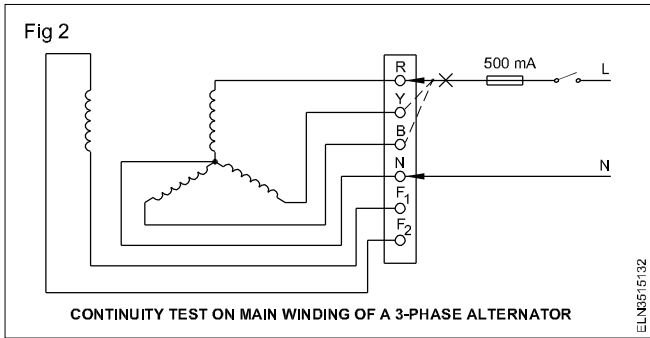 Fig 2
500 mA
L
R
Y
B
N
N
F1
F2
CONTINUITY TEST ON MAIN WINDING OF A 3-PHASE ALTERNATOR
ELN3515132